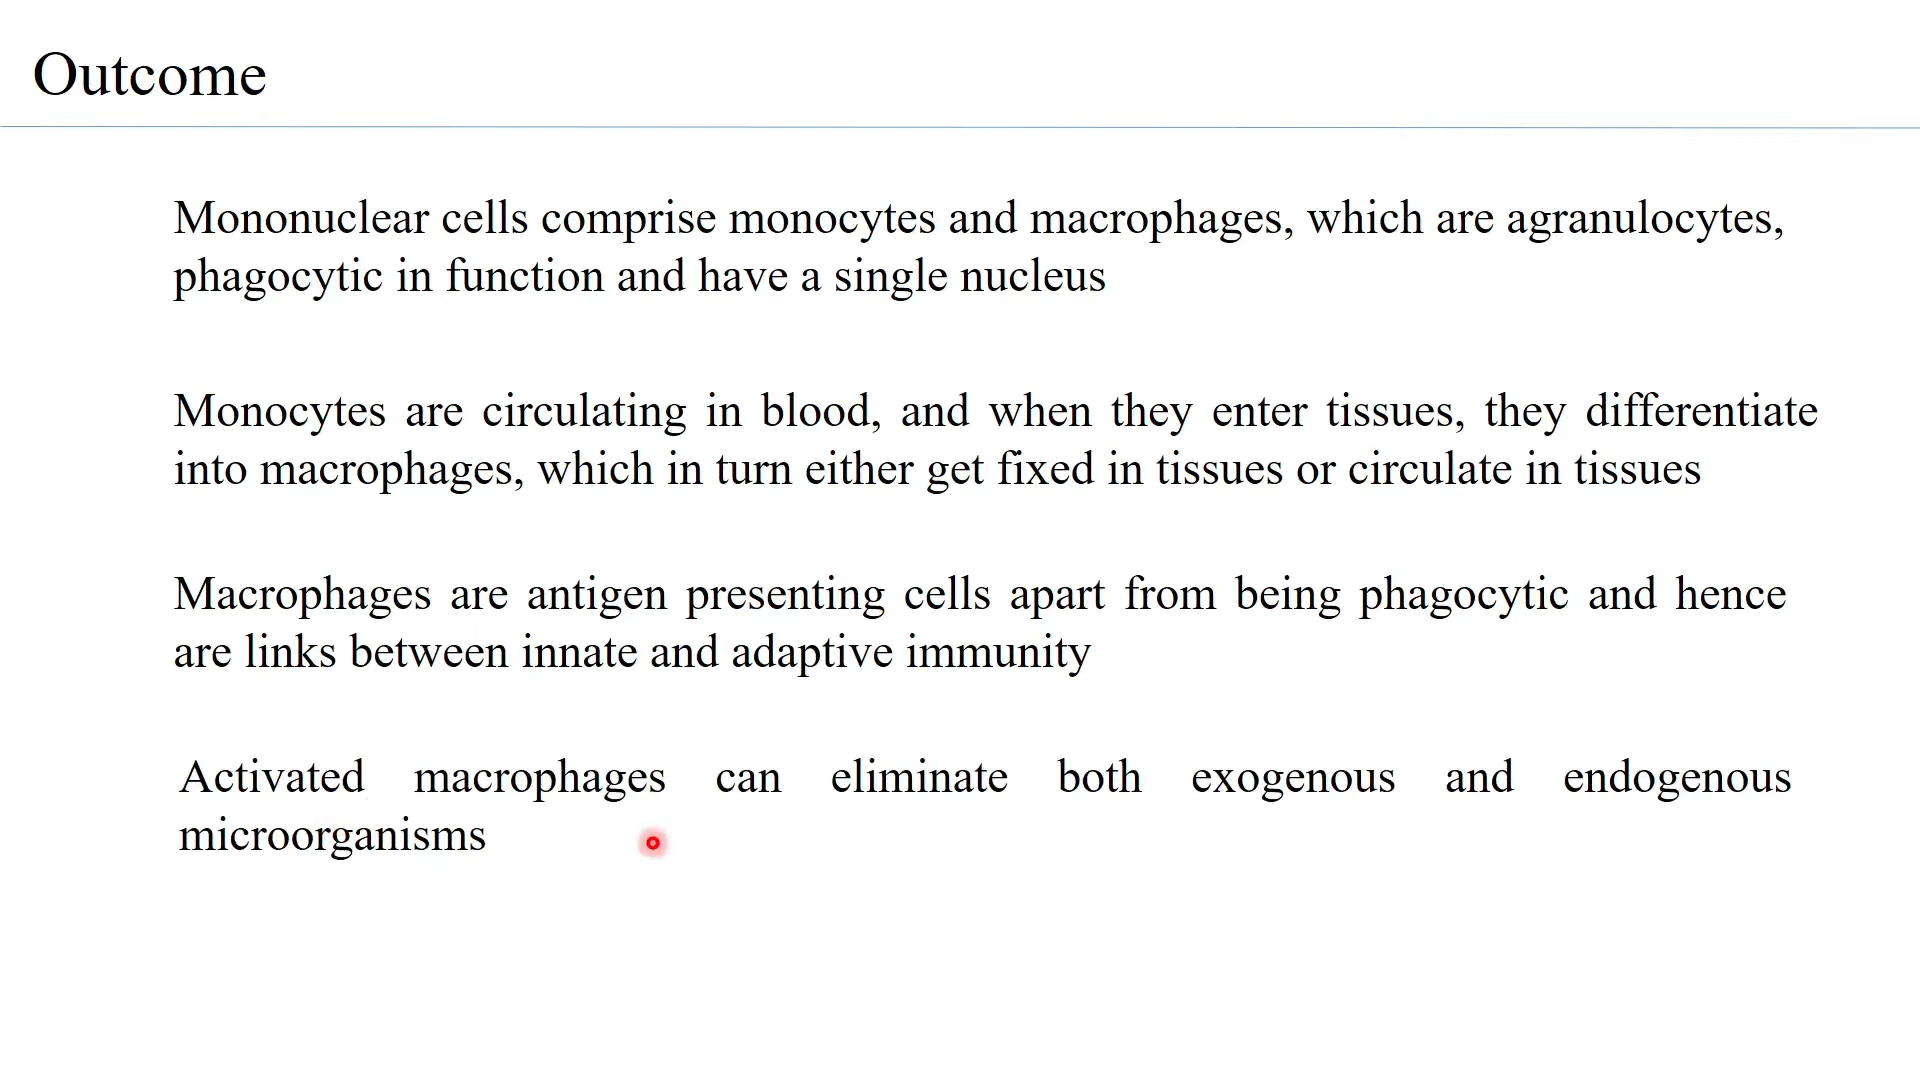 Outcome
Mononuclear cells comprise monocytes and macrophages, which are agranulocytes,
phagocytic in function and have a single nucleus
Monocytes are circulating in blood, and when they enter tissues, they differentiate
into macrophages, which in turn either get fixed in tissues or circulate in tissues
Macrophages are antigen presenting cells apart from being phagocytic and hence
are links between innate and adaptive immunity
Activated macrophages can eliminate both exogenous and endogenous
microorganisms